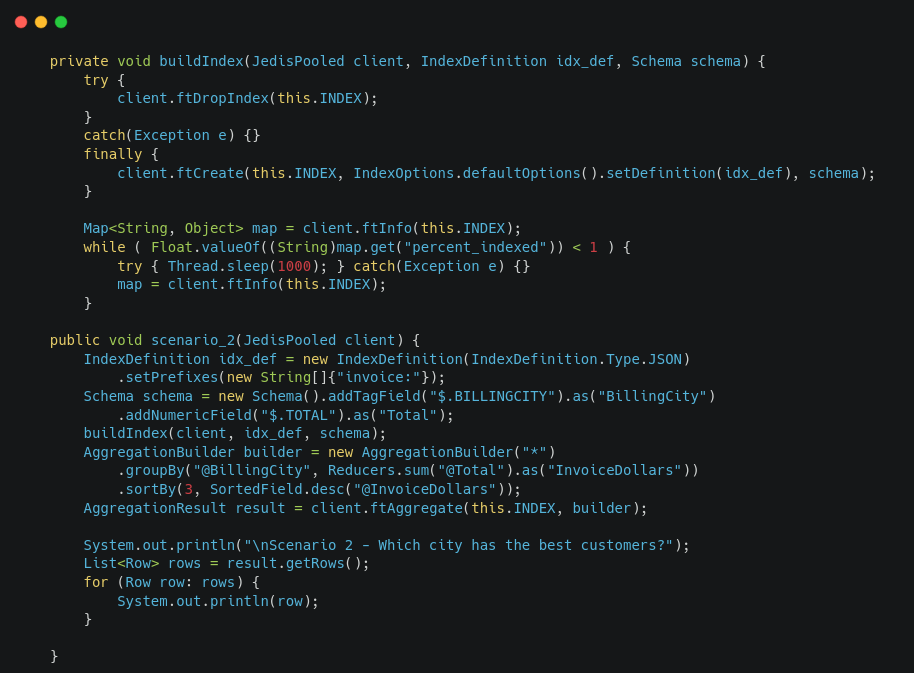 private void buildIndex(JedisPooled client, IndexDefinition idx_def, Schema schema) {
    try {
        client.ftDropIndex(this.INDEX);
    }
    catch(Exception e) {}
    finally {
        client.ftCreate(this.INDEX, IndexOptions.defaultOptions().setDefinition(idx_def), schema);
    }

    Map<String, Object> map = client.ftInfo(this.INDEX);
    while ( Float.valueOf((String)map.get("percent_indexed")) < 1 ) {
        try { Thread.sleep(1000); } catch(Exception e) {}
        map = client.ftInfo(this.INDEX);
    }

public void scenario_2(JedisPooled client) {
    IndexDefinition idx_def = new IndexDefinition(IndexDefinition.Type.JSON)
        .setPrefixes(new String[]{"invoice:"});
    Schema schema = new Schema().addTagField("$.BILLINGCITY").as("BillingCity")
        .addNumericField("$.TOTAL").as("Total");
    buildIndex(client, idx_def, schema);
    AggregationBuilder builder = new AggregationBuilder("*")
        .groupBy("@BillingCity", Reducers.sum("@Total").as("InvoiceDollars"))
        .sortBy(3, SortedField.desc("@InvoiceDollars"));
    AggregationResult result = client.ftAggregate(this.INDEX, builder);

    System.out.println("\nScenario 2 - Which city has the best customers?");
    List<Row> rows = result.getRows();
    for (Row row: rows) {
        System.out.println(row);
    }

}